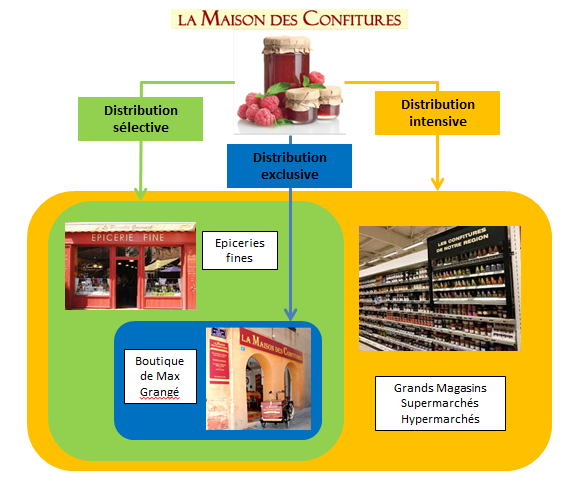 LA MAISON DES CONFITURES
Distribution
sélective
Distribution
exclusive
Distribution
intensive
EPICERIE FINE
Epiceries
fines
LES CONFITURES
DE NOTRE REGION
Boutique
de Max
Grangé
LA MAISON DES CONFITURES
Grands Magasins
Supermarchés
Hypermarchés